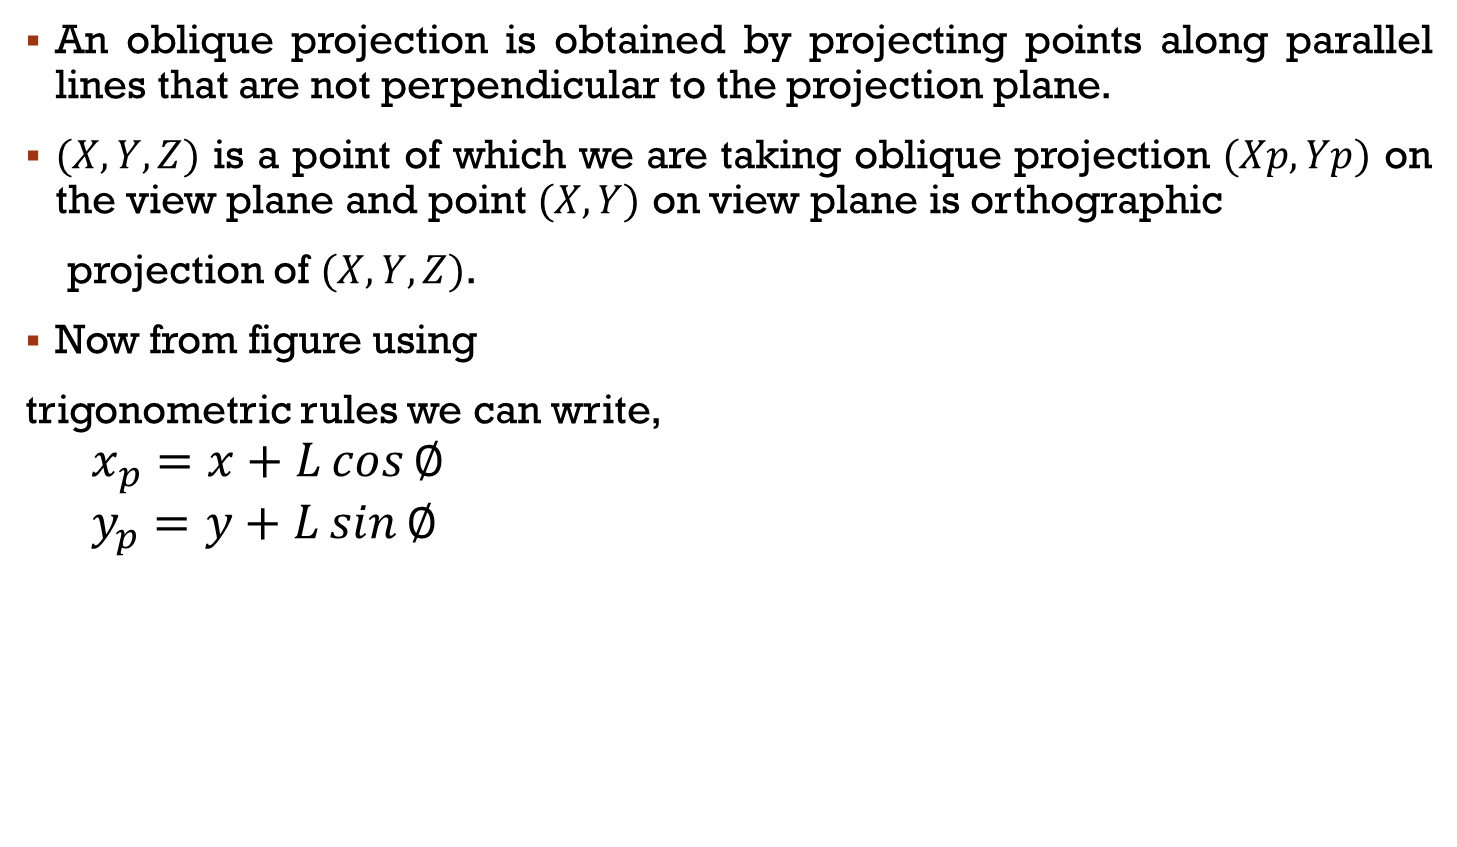 ▪ An oblique projection is obtained by projecting points along parallel
lines that are not perpendicular to the projection plane.
▪ (X, Y, Z) is a point of which we are taking oblique projection (Xp, Yp) on
the view plane and point (X, Y) on view plane is orthographic
projection of (X, Y, Z).
▪ Now from figure using
trigonometric rules we can write,
x_p = x + L cos ∅
y_p = y + L sin ∅